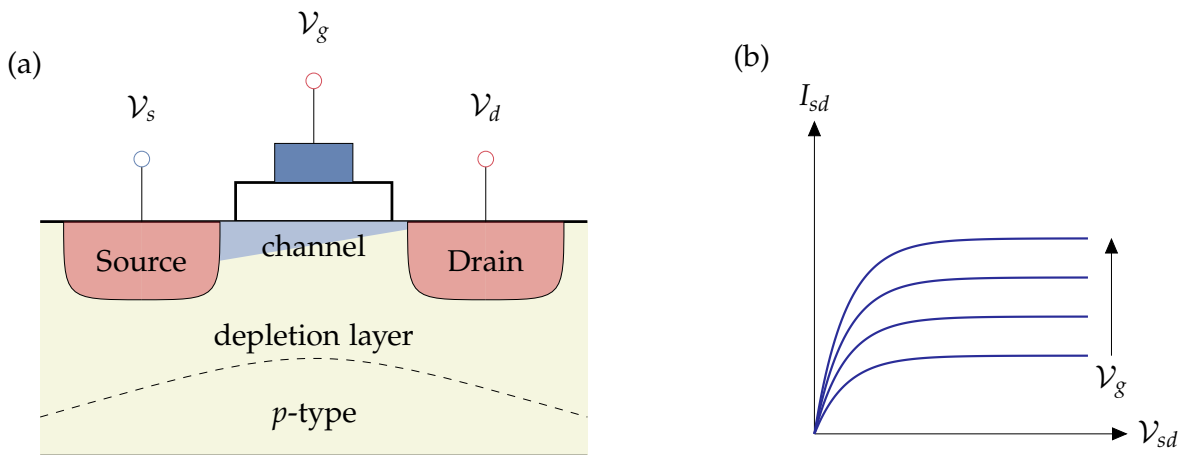 (a)
𝒱g
𝒱s
𝒱d
channel
Source
Drain
depletion layer
p-type
(b)
Isd
𝒱g
𝒱sd